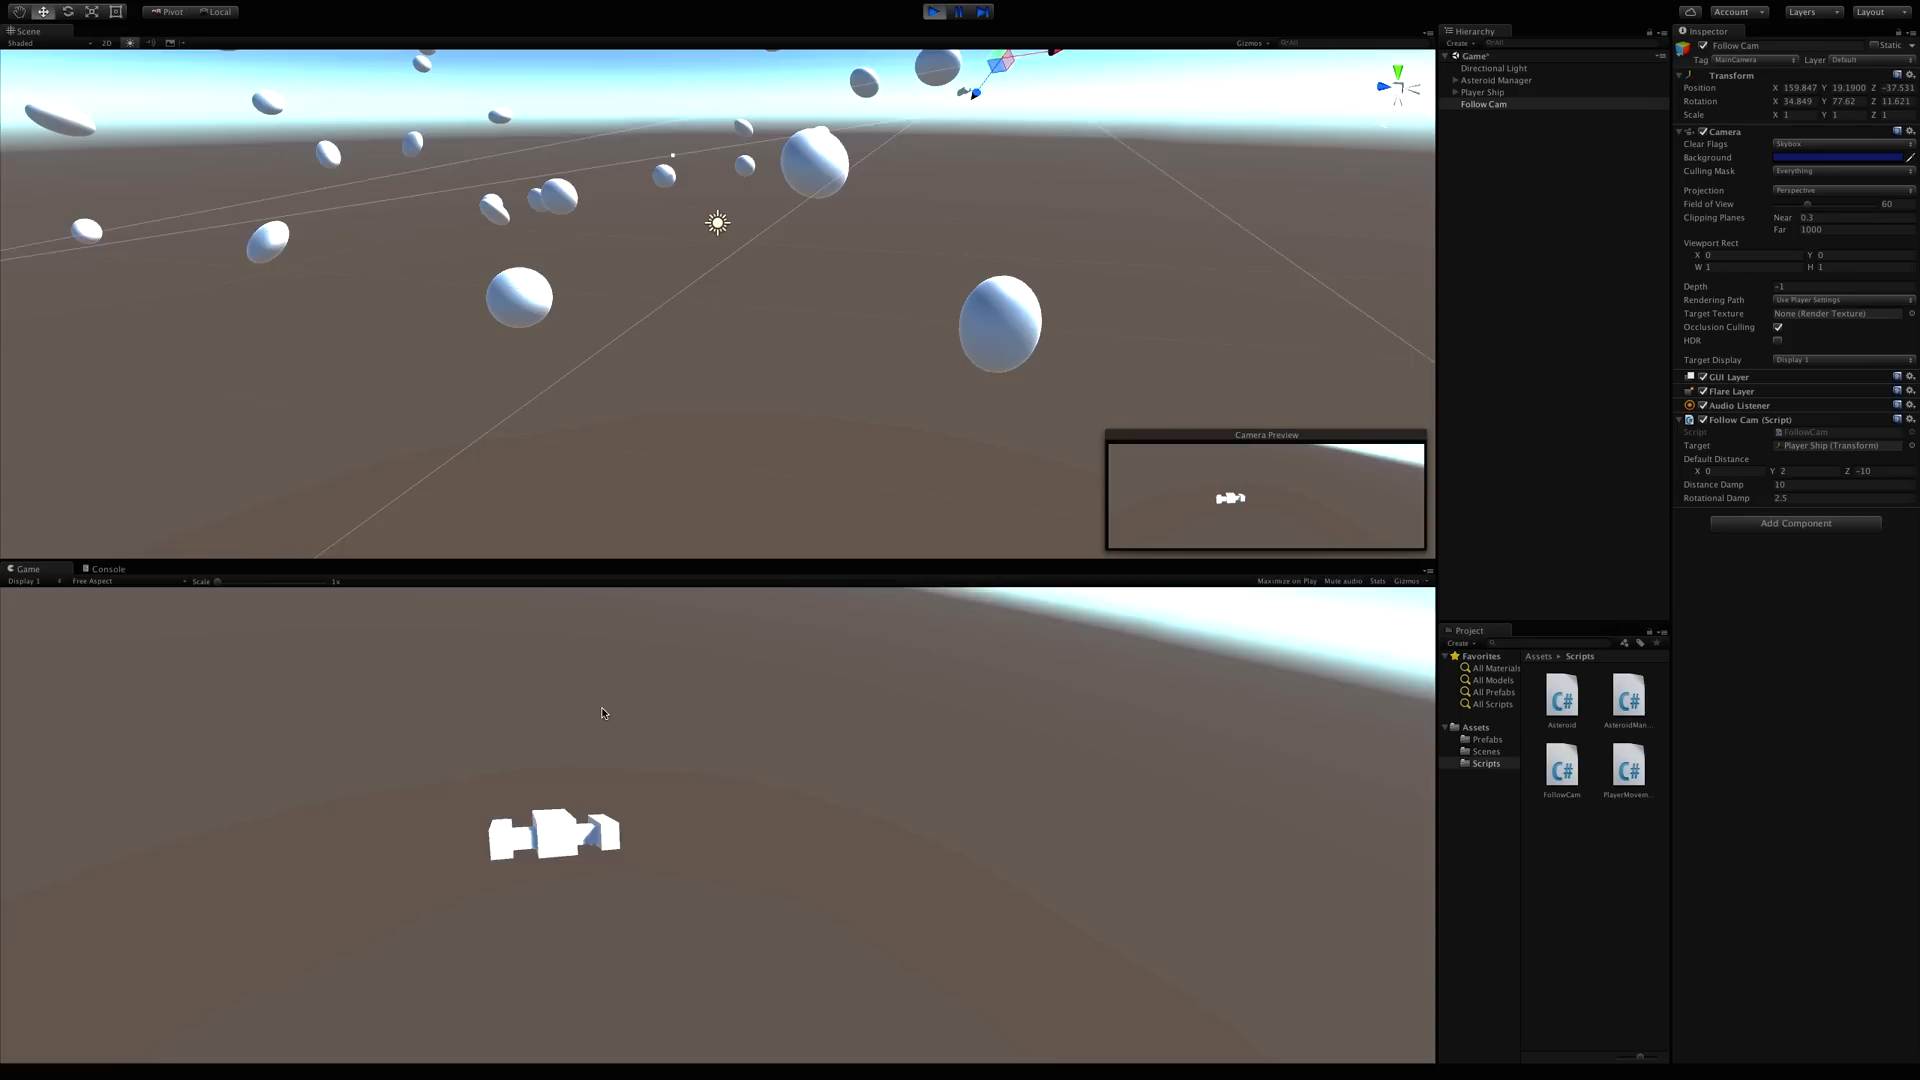 Pivot Local
Account Layers Layout
Scene
Shaded 2D Gizmos All
Camera Preview
Game Console
Display 1 Free Aspect Scale 1x Maximize on Play Mute audio Stats Gizmos
Hierarchy
Create All
Game*
Directional Light
Asteroid Manager
Player Ship
Follow Cam
Project
Create
Favorites
All Materials
All Models
All Prefabs
All Scripts
Assets
Prefabs
Scenes
Scripts
Assets ▸ Scripts
Asteroid AsteroidMan...
FollowCam PlayerMovem...
Inspector
Follow Cam Static
Tag MainCamera Layer Default
Transform
Position X 159.847 Y 19.1900 Z -37.531
Rotation X 34.849 Y 77.62 Z 11.621
Scale X 1 Y 1 Z 1
Camera
Clear Flags Skybox
Background
Culling Mask Everything
Projection Perspective
Field of View 60
Clipping Planes Near 0.3
Far 1000
Viewport Rect
X 0 Y 0
W 1 H 1
Depth -1
Rendering Path Use Player Settings
Target Texture None (Render Texture)
Occlusion Culling
HDR
Target Display Display 1
GUI Layer
Flare Layer
Audio Listener
Follow Cam (Script)
Script FollowCam
Target Player Ship (Transform)
Default Distance
X 0 Y 2 Z -10
Distance Damp 10
Rotational Damp 2.5
Add Component